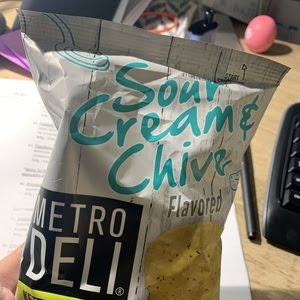 Sour
Cream &
Chive
Flavored
METRO
DELI®